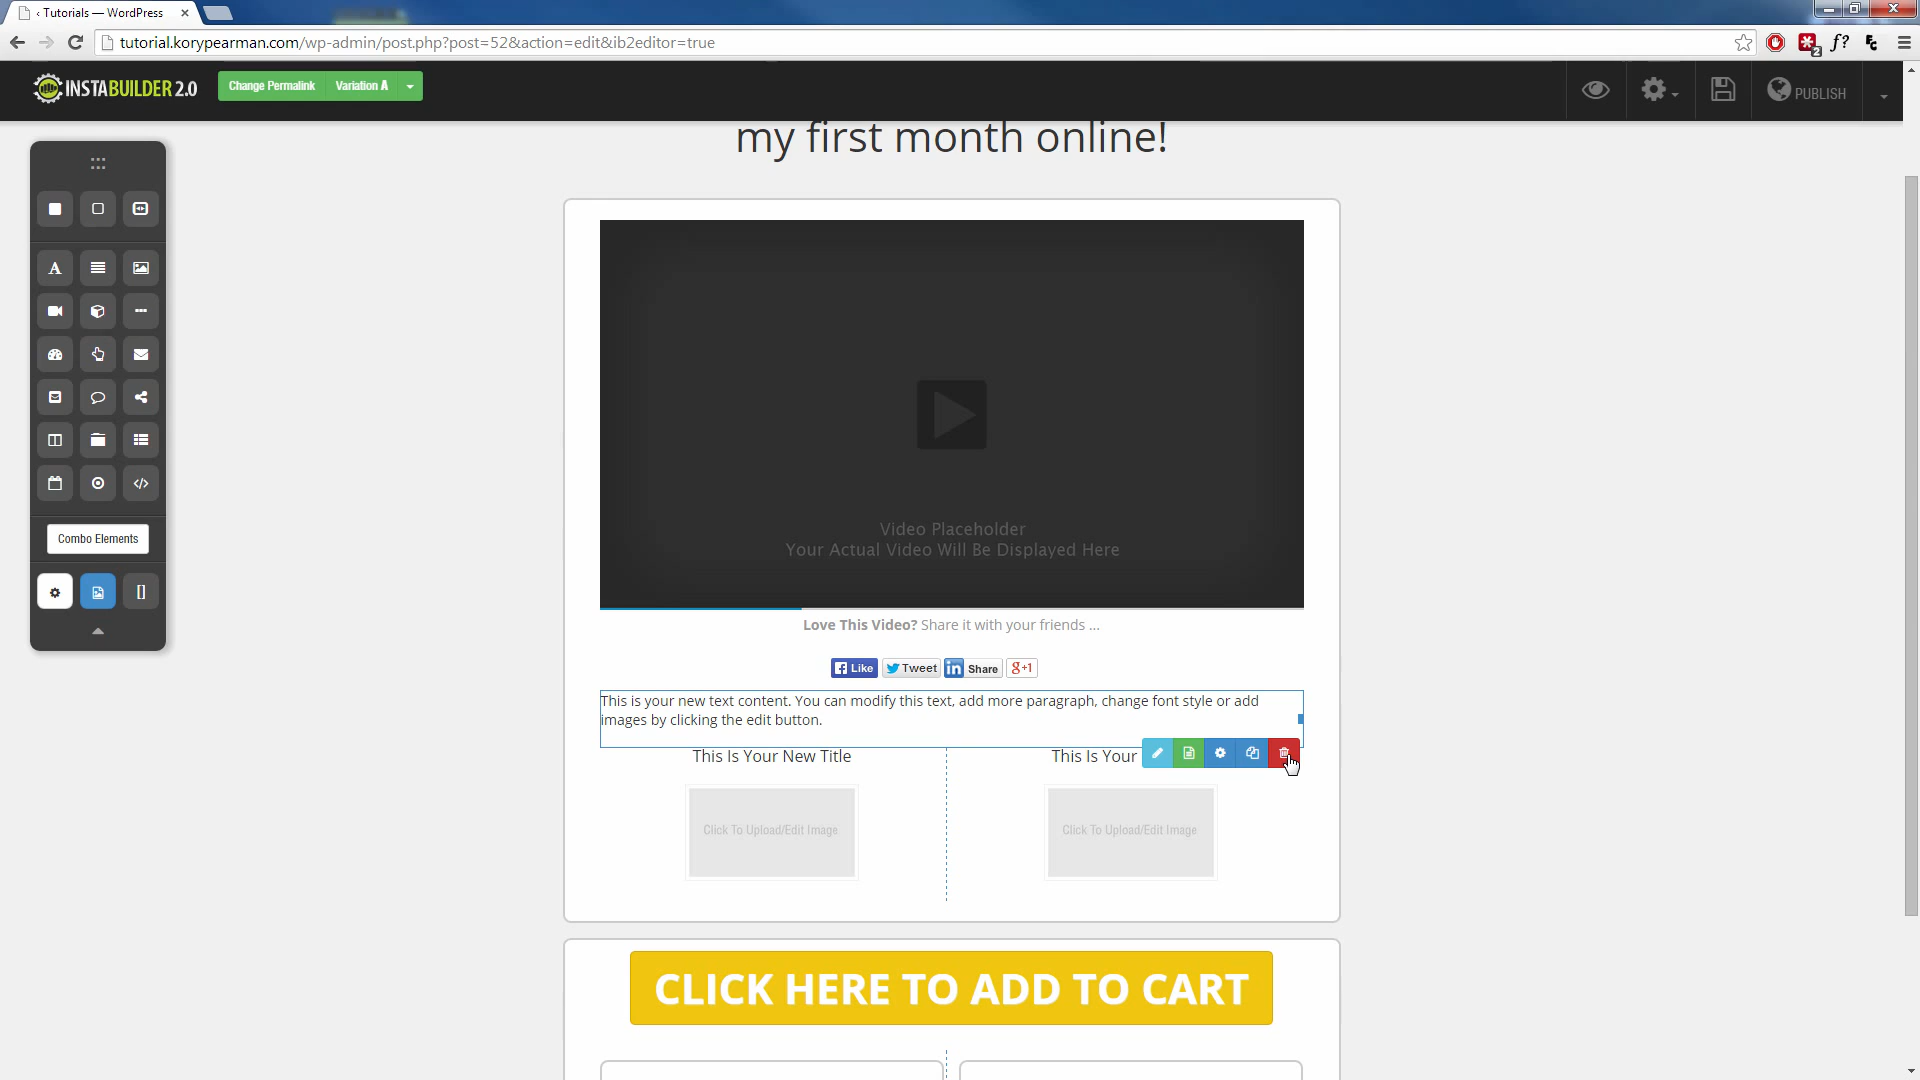 ‹ Tutorials — WordPress
tutorial.korypearman.com/wp-admin/post.php?post=52&action=edit&ib2editor=true
2
f?
INSTABUILDER 2.0
Change Permalink
Variation A
PUBLISH
my first month online!
A
Combo Elements
[]
Video Placeholder
Your Actual Video Will Be Displayed Here
Love This Video? Share it with your friends ...
Like
Tweet
in Share
g+1
This is your new text content. You can modify this text, add more paragraph, change font style or add
images by clicking the edit button.
This Is Your New Title
This Is Your
Click To Upload/Edit Image
Click To Upload/Edit Image
CLICK HERE TO ADD TO CART